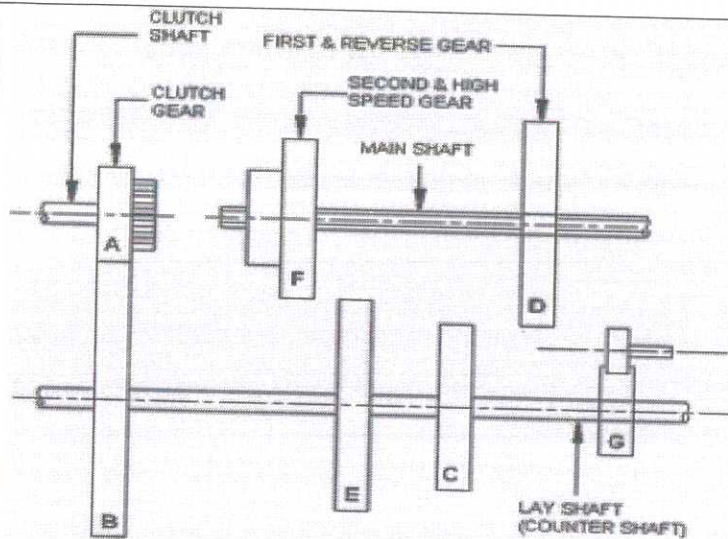 CLUTCH
SHAFT
FIRST & REVERSE GEAR
CLUTCH
GEAR
SECOND & HIGH
SPEED GEAR
MAIN SHAFT
A
F
D
B
E
C
G
LAY SHAFT
(COUNTER SHAFT)